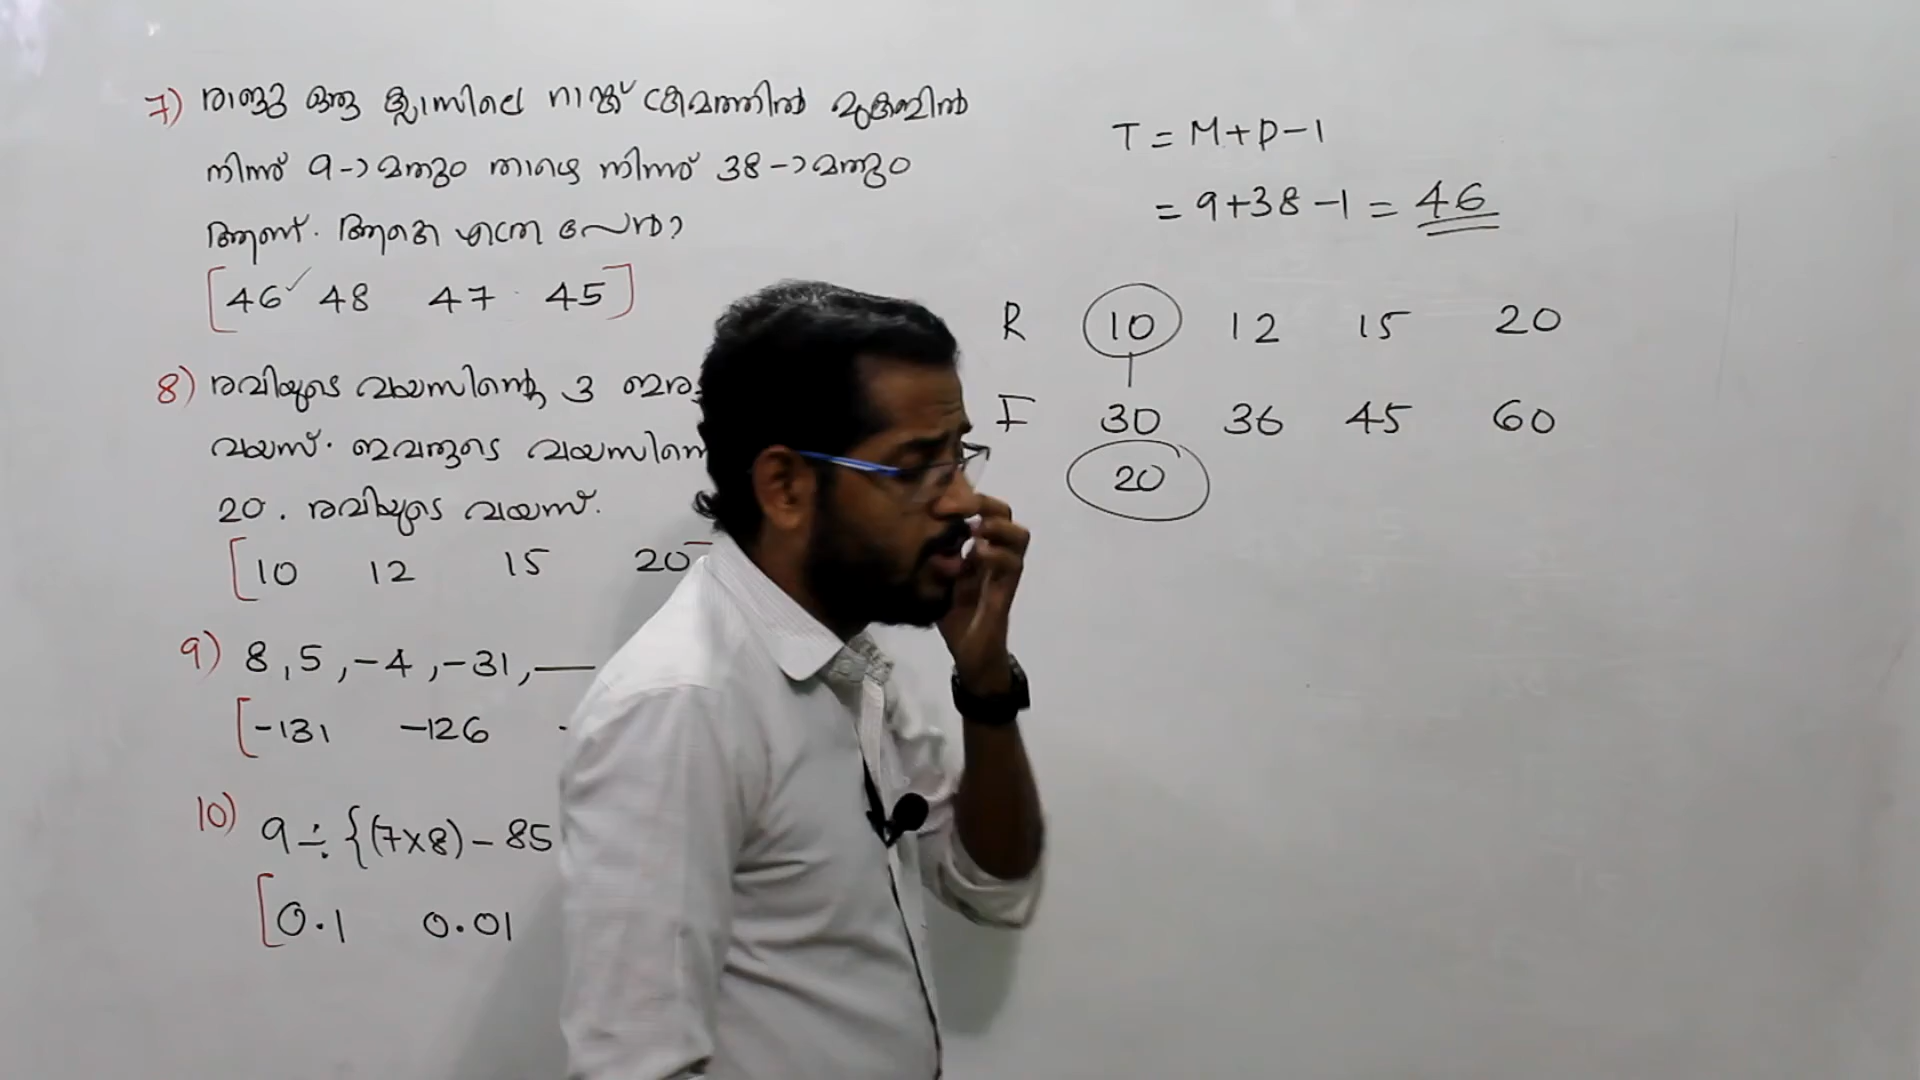 7) രാജു ഒരു ക്ലാസിലെ റാങ്ക് ക്രമത്തിൽ മുകളിൽ
നിന്ന് 9-ാമതും താഴെ നിന്ന് 38-ാമതും
ആണ്. ആകെ എത്ര പേർ?
[46✓ 48 47 45]
8) രവിയുടെ വയസിന്റെ 3 ഇരട്ടി
വയസ്. ഇവരുടെ വയസിന്റെ
20. രവിയുടെ വയസ്.
[10 12 15 20
9) 8, 5, -4, -31, —
[-131 -126
10) 9 ÷ {(7×8) - 85
[0.1 0.01
T = M+P-1
= 9+38-1 = 46
R 10 12 15 20
F 30 36 45 60
20